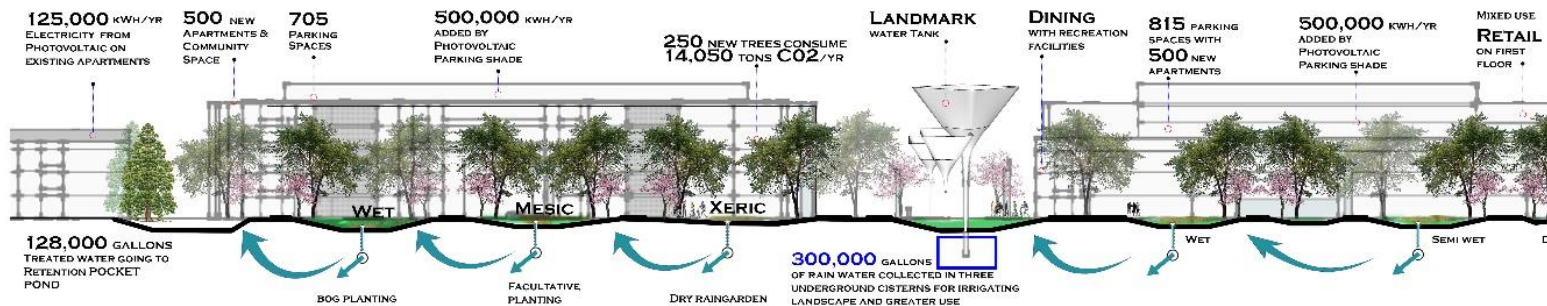 125,000 KWH/YR
ELECTRICITY FROM
PHOTOVOLTAIC ON
EXISTING APARTMENTS
500 NEW
APARTMENTS &
COMMUNITY
SPACE
705
PARKING
SPACES
500,000 KWH/YR
ADDED BY
PHOTOVOLTAIC
PARKING SHADE
250 NEW TREES CONSUME
14,050 TONS CO2/YR
LANDMARK
WATER TANK
DINING
WITH RECREATION
FACILITIES
815 PARKING
SPACES WITH
500 NEW
APARTMENTS
500,000 KWH/YR
ADDED BY
PHOTOVOLTAIC
PARKING SHADE
MIXED USE
RETAIL
ON FIRST
FLOOR
WET
MESIC
XERIC
128,000 GALLONS
TREATED WATER GOING TO
RETENTION POCKET
POND
BOG PLANTING
FACULTATIVE
PLANTING
DRY RAINGARDEN
300,000 GALLONS
OF RAIN WATER COLLECTED IN THREE
UNDERGROUND CISTERNS FOR IRRIGATING
LANDSCAPE AND GREATER USE
WET
SEMI WET
D